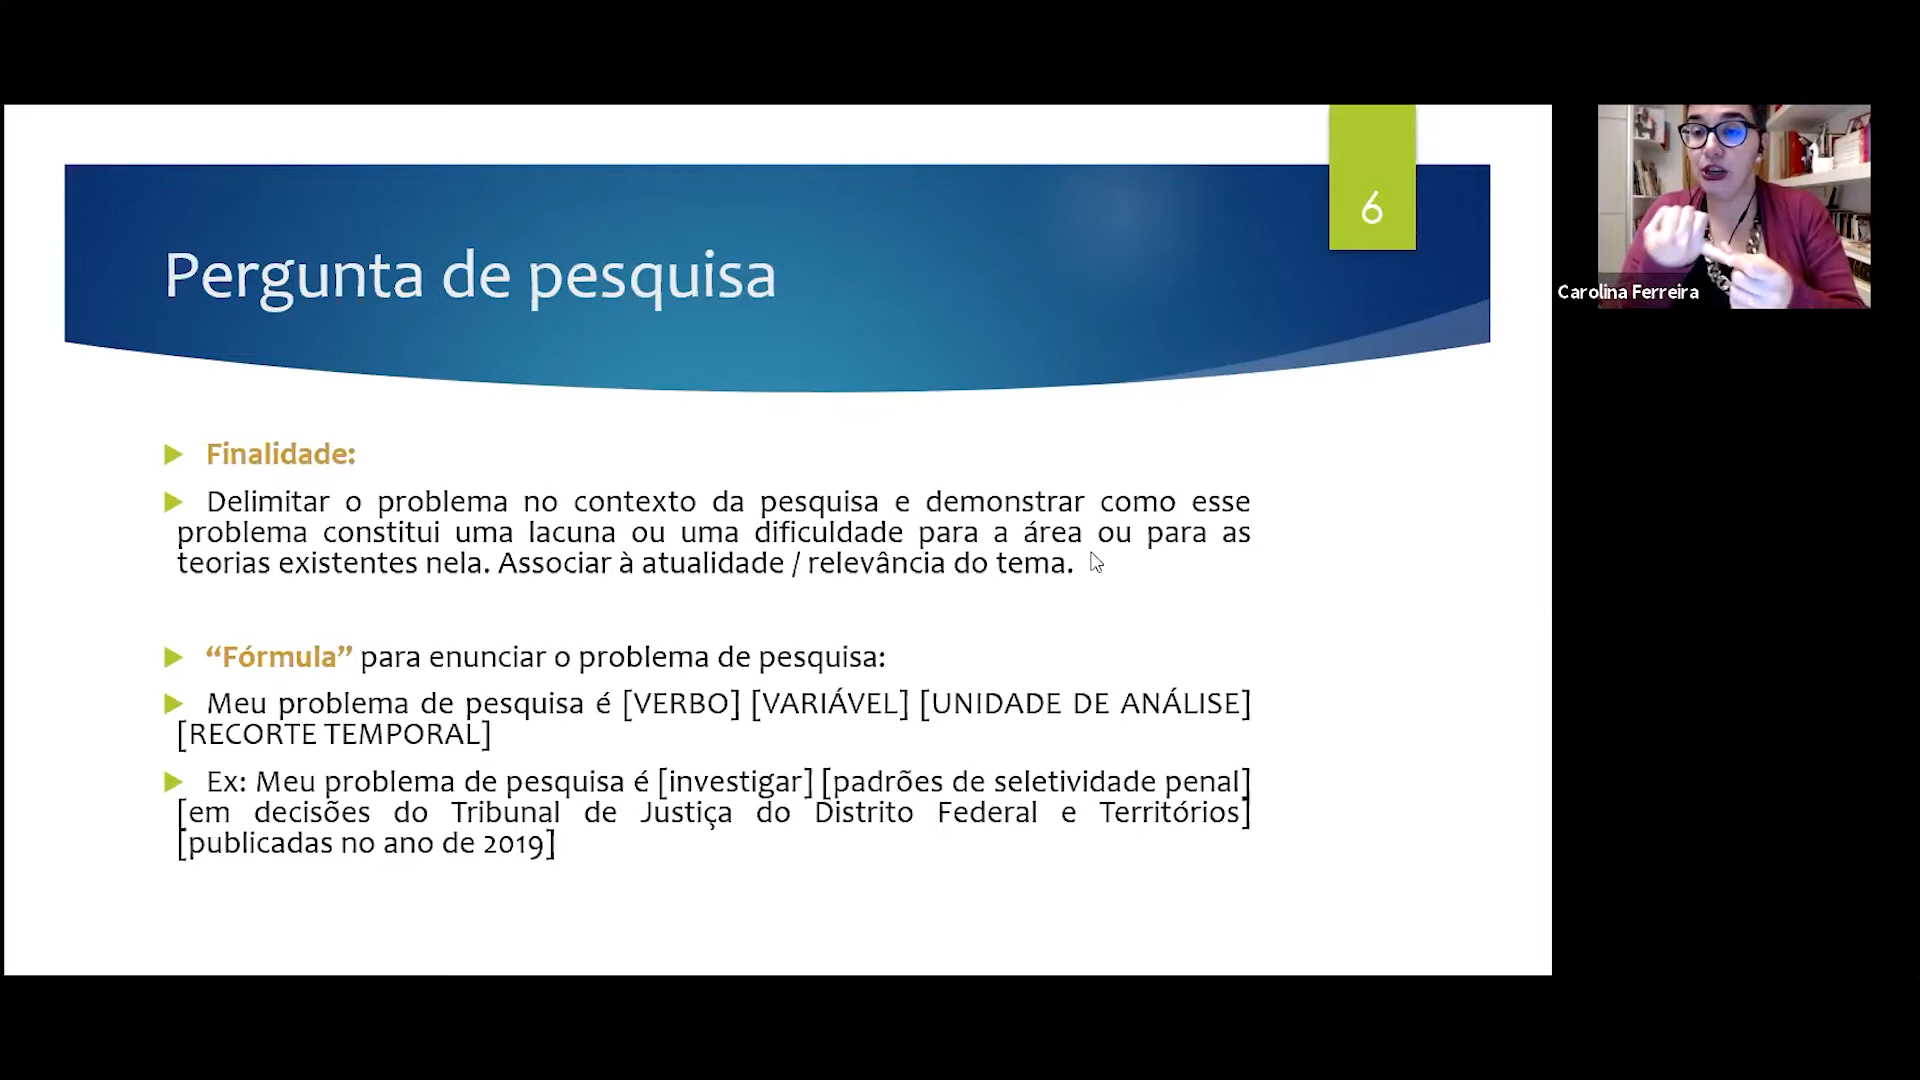 6
Pergunta de pesquisa
Carolina Ferreira
Finalidade:
Delimitar o problema no contexto da pesquisa e demonstrar como esse
problema constitui uma lacuna ou uma dificuldade para a área ou para as
teorias existentes nela. Associar à atualidade / relevância do tema.
“Fórmula” para enunciar o problema de pesquisa:
Meu problema de pesquisa é [VERBO] [VARIÁVEL] [UNIDADE DE ANÁLISE]
[RECORTE TEMPORAL]
Ex: Meu problema de pesquisa é [investigar] [padrões de seletividade penal]
[em decisões do Tribunal de Justiça do Distrito Federal e Territórios]
[publicadas no ano de 2019]